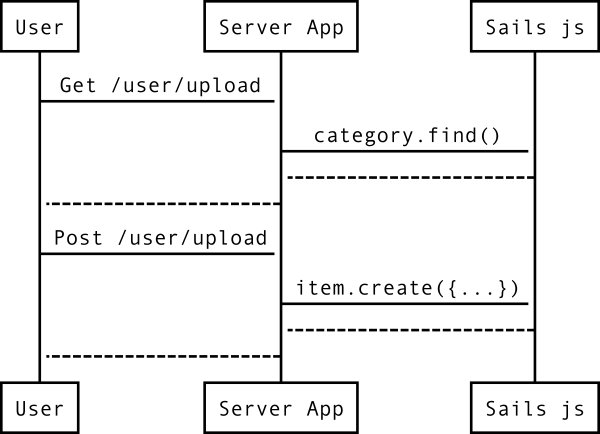 User Server App Sails js
Get /user/upload
category.find()
Post /user/upload
item.create({...})
User Server App Sails js